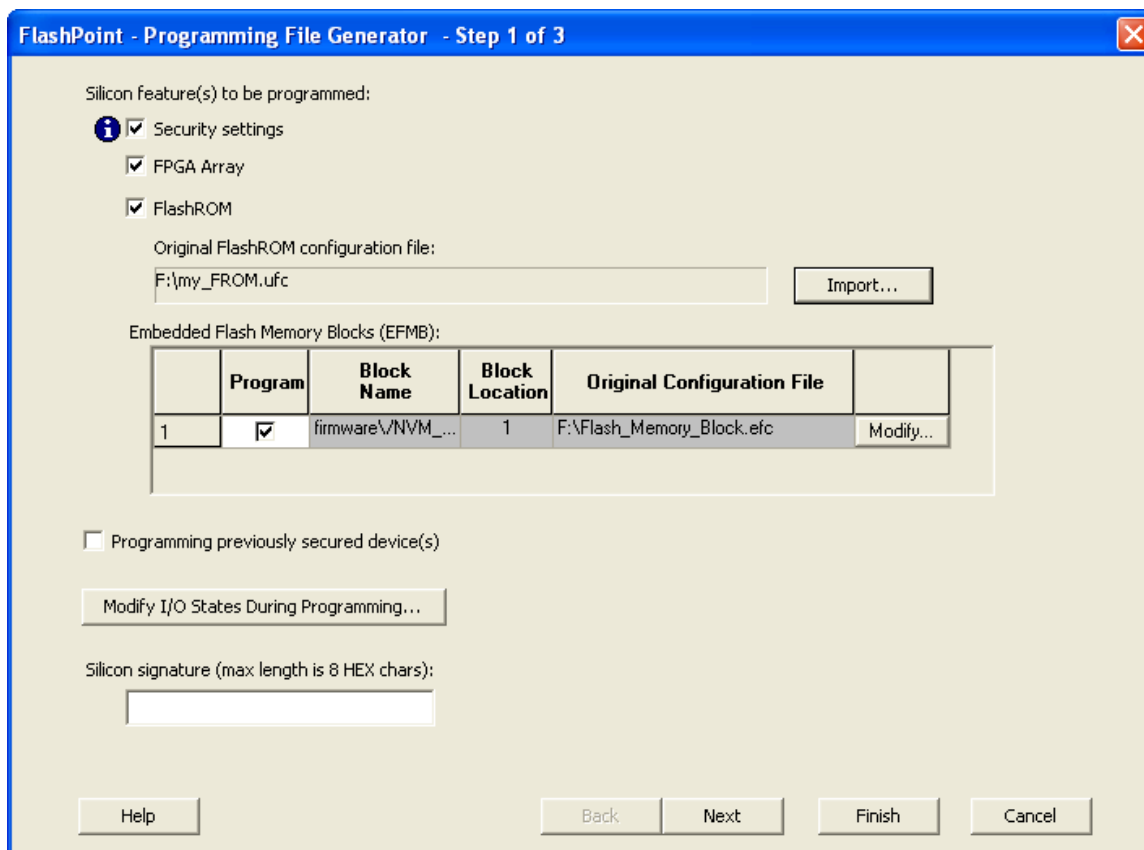 FlashPoint - Programming File Generator - Step 1 of 3
Silicon feature(s) to be programmed:
Security settings
FPGA Array
FlashROM
Original FlashROM configuration file:
F:\my_FROM.ufc
Import...
Embedded Flash Memory Blocks (EFMB):
Program
Block
Name
Block
Location
Original Configuration File
1
firmware\/NVM_...
1
F:\Flash_Memory_Block.efc
Modify...
Programming previously secured device(s)
Modify I/O States During Programming...
Silicon signature (max length is 8 HEX chars):
Help
Back
Next
Finish
Cancel